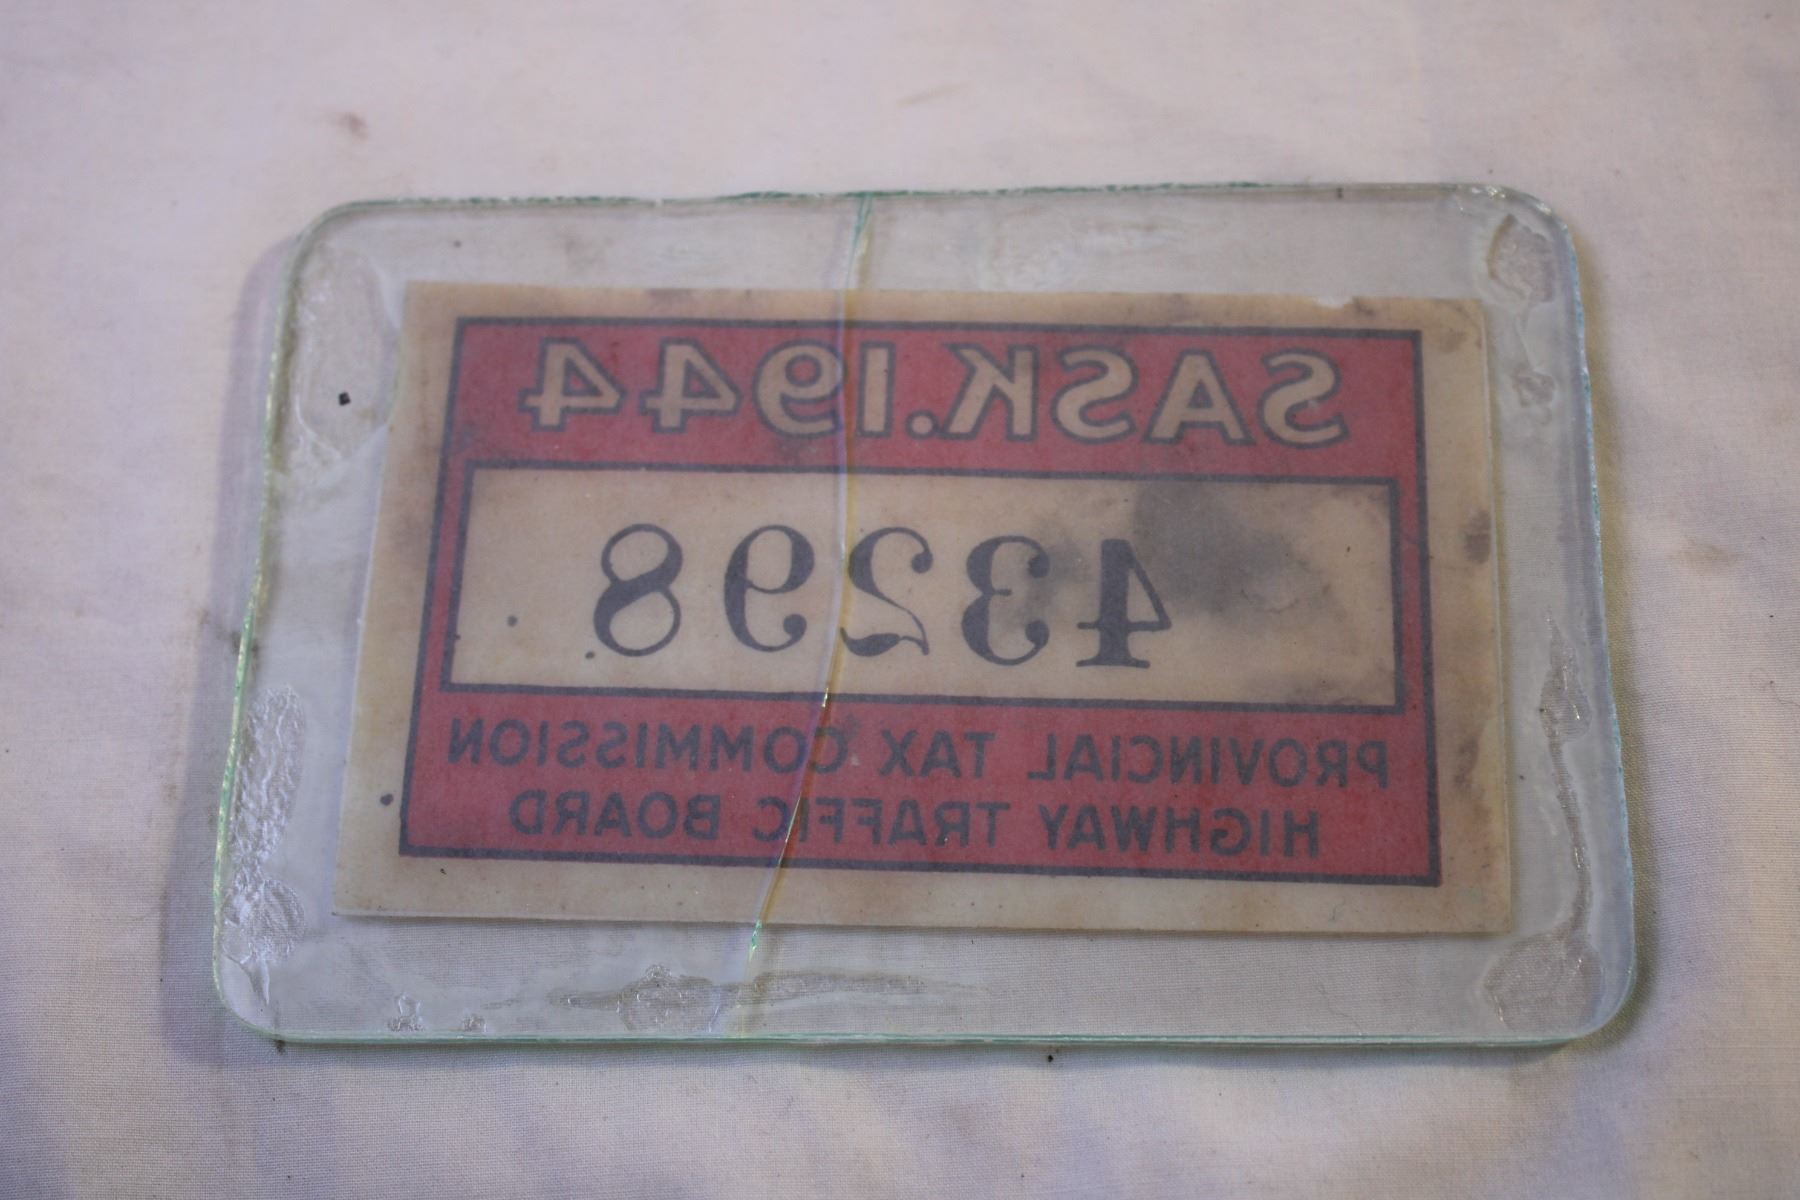 SASK. 1944
43298
PROVINCIAL TAX COMMISSION
HIGHWAY TRAFFIC BOARD